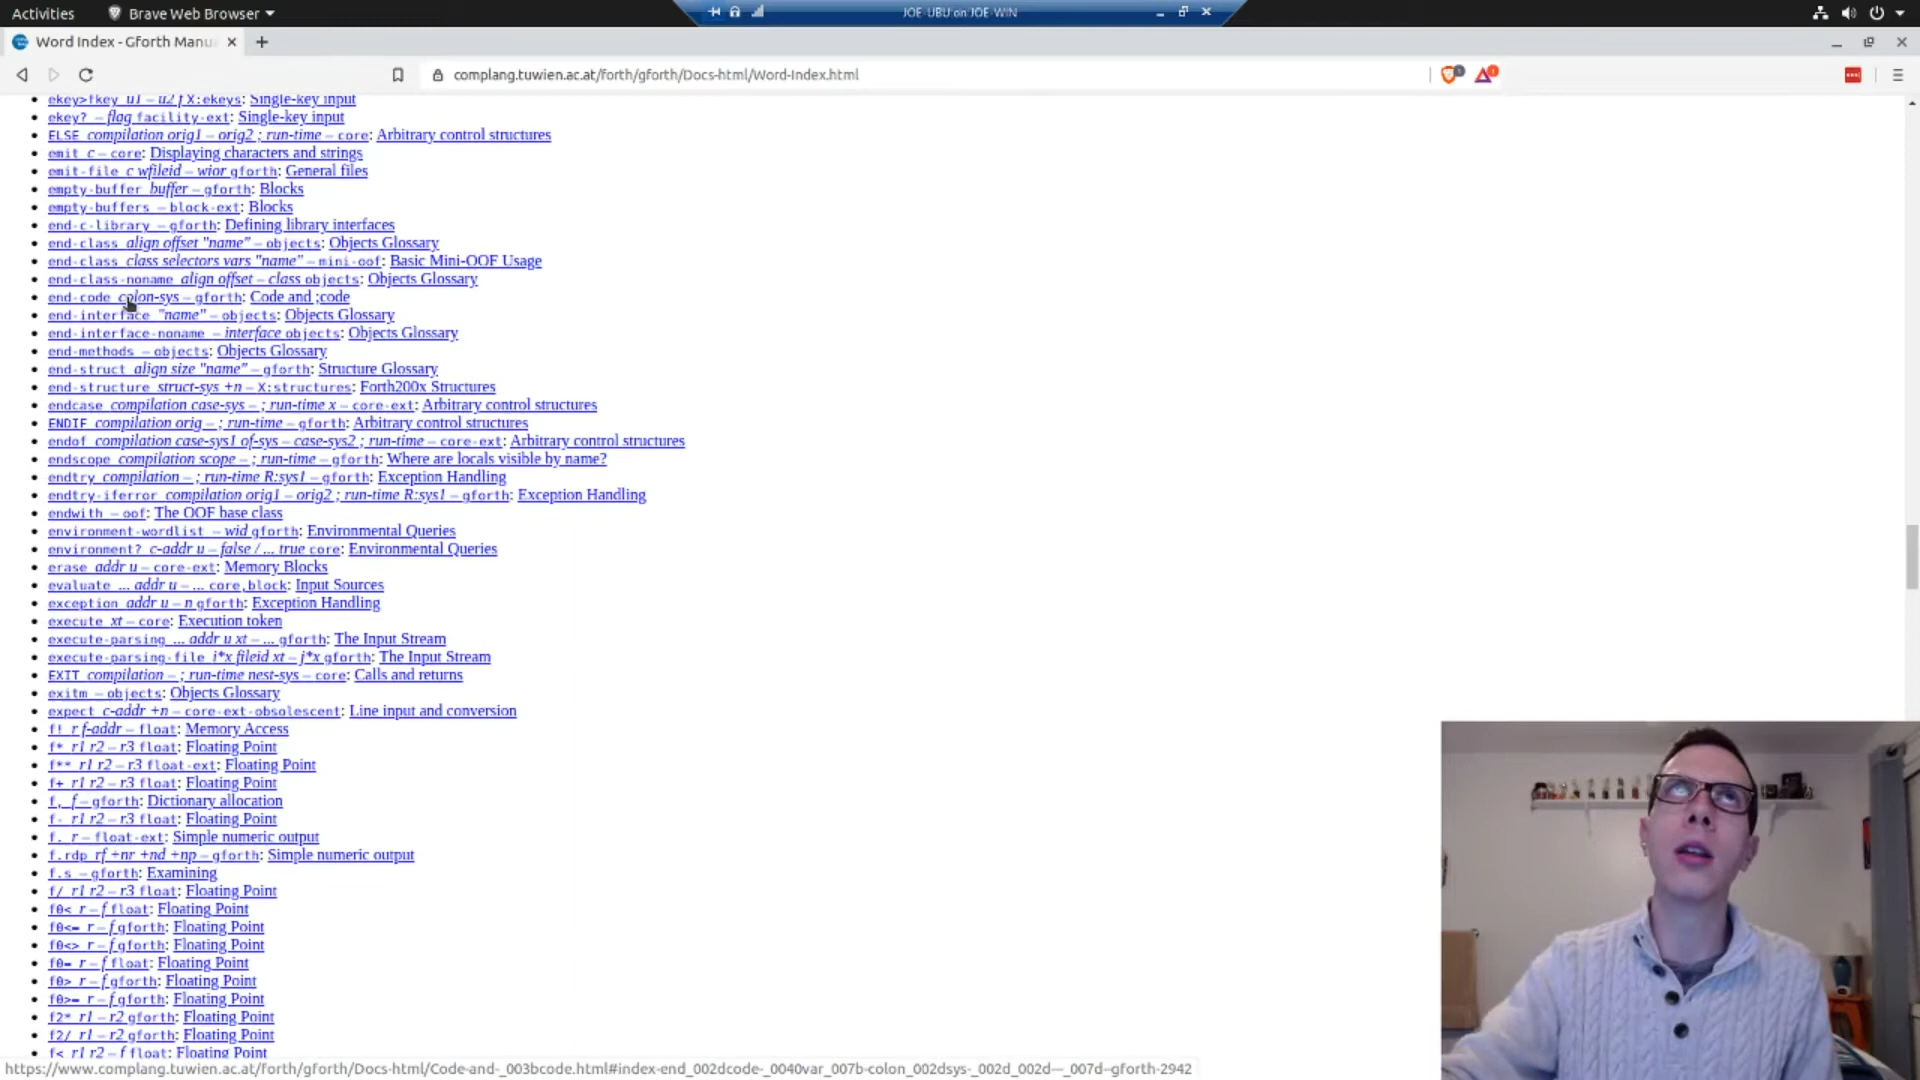 Activities Brave Web Browser JOE-UBU on JOE-WIN
Word Index - Gforth Manu
complang.tuwien.ac.at/forth/gforth/Docs-html/Word-Index.html
ekey>fkey u1 – u2 f X:ekeys: Single-key input
ekey? – flag facility-ext: Single-key input
ELSE compilation orig1 – orig2 ; run-time – core: Arbitrary control structures
emit c – core: Displaying characters and strings
emit-file c wfileid – wior gforth: General files
empty-buffer buffer – gforth: Blocks
empty-buffers – block-ext: Blocks
end-c-library – gforth: Defining library interfaces
end-class align offset "name" – objects: Objects Glossary
end-class class selectors vars "name" – mini-oof: Basic Mini-OOF Usage
end-class-noname align offset – class objects: Objects Glossary
end-code colon-sys – gforth: Code and ;code
end-interface "name" – objects: Objects Glossary
end-interface-noname – interface objects: Objects Glossary
end-methods – objects: Objects Glossary
end-struct align size "name" – gforth: Structure Glossary
end-structure struct-sys +n – X:structures: Forth200x Structures
endcase compilation case-sys – ; run-time x – core-ext: Arbitrary control structures
ENDIF compilation orig – ; run-time – gforth: Arbitrary control structures
endof compilation case-sys1 of-sys – case-sys2 ; run-time – core-ext: Arbitrary control structures
endscope compilation scope – ; run-time – gforth: Where are locals visible by name?
endtry compilation – ; run-time R:sys1 – gforth: Exception Handling
endtry-iferror compilation orig1 – orig2 ; run-time R:sys1 – gforth: Exception Handling
endwith – oof: The OOF base class
environment-wordlist – wid gforth: Environmental Queries
environment? c-addr u – false / ... true core: Environmental Queries
erase addr u – core-ext: Memory Blocks
evaluate ... addr u – ... core,block: Input Sources
exception addr u – n gforth: Exception Handling
execute xt – core: Execution token
execute-parsing ... addr u xt – ... gforth: The Input Stream
execute-parsing-file i*x fileid xt – j*x gforth: The Input Stream
EXIT compilation – ; run-time nest-sys – core: Calls and returns
exitm – objects: Objects Glossary
expect c-addr +n – core-ext-obsolescent: Line input and conversion
f! r f-addr – float: Memory Access
f* r1 r2 – r3 float: Floating Point
f** r1 r2 – r3 float-ext: Floating Point
f+ r1 r2 – r3 float: Floating Point
f, f – gforth: Dictionary allocation
f- r1 r2 – r3 float: Floating Point
f. r – float-ext: Simple numeric output
f.rdp rf +nr +nd +np – gforth: Simple numeric output
f.s – gforth: Examining
f/ r1 r2 – r3 float: Floating Point
f0< r – f float: Floating Point
f0<= r – f gforth: Floating Point
f0<> r – f gforth: Floating Point
f0= r – f float: Floating Point
f0> r – f gforth: Floating Point
f0>= r – f gforth: Floating Point
f2* r1 – r2 gforth: Floating Point
f2/ r1 – r2 gforth: Floating Point
f< r1 r2 – f float: Floating Point
https://www.complang.tuwien.ac.at/forth/gforth/Docs-html/Code-and-_003bcode.html#index-end_002dcode-_0040var_007b-colon_002dsys-_002d_002d—_007d--gforth-2942